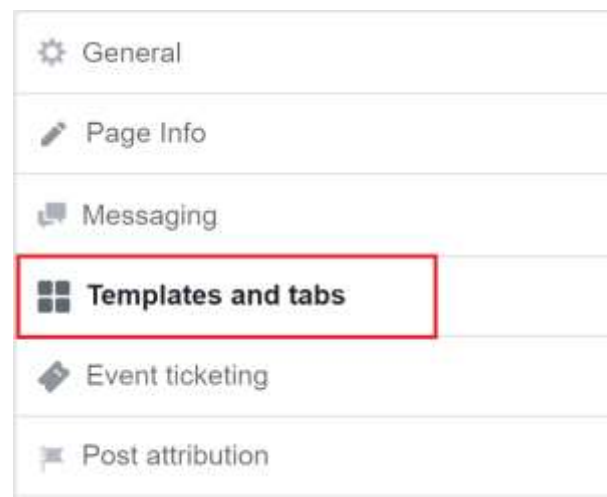 General
Page Info
Messaging
Templates and tabs
Event ticketing
Post attribution